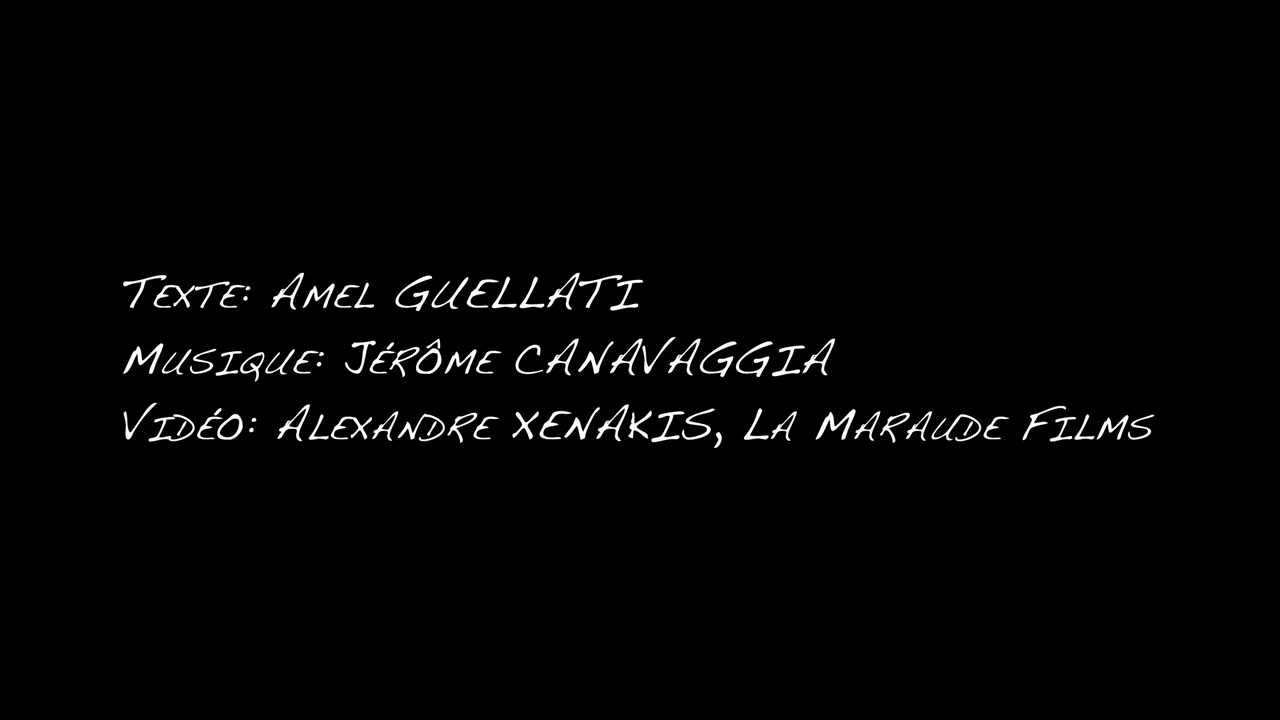 Texte: Amel GUELLATI
Musique: Jérôme CANAVAGGIA
Vidéo: Alexandre XENAKIS, La Maraude Films